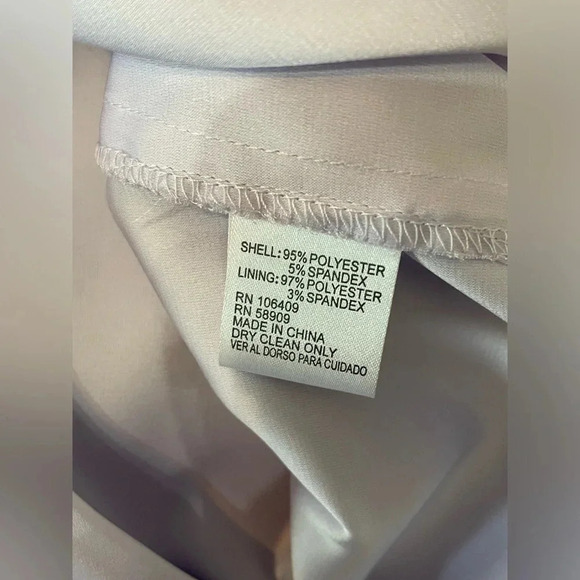 SHELL: 95% POLYESTER
5% SPANDEX
LINING: 97% POLYESTER
3% SPANDEX
RN 106409
RN 58909
MADE IN CHINA
DRY CLEAN ONLY
VER AL DORSO PARA CUIDADO